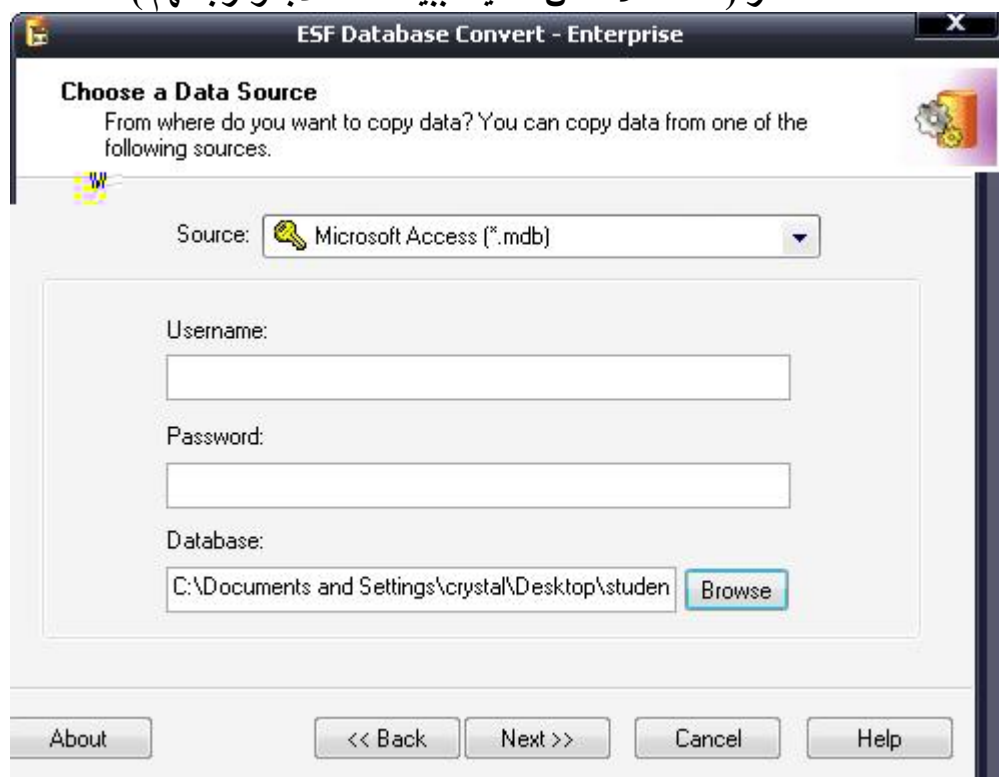 ESF Database Convert - Enterprise
X
Choose a Data Source
From where do you want to copy data? You can copy data from one of the
following sources.
Source: Microsoft Access (*.mdb)
Username:
Password:
Database:
C:\Documents and Settings\crystal\Desktop\studen Browse
About << Back Next >> Cancel Help